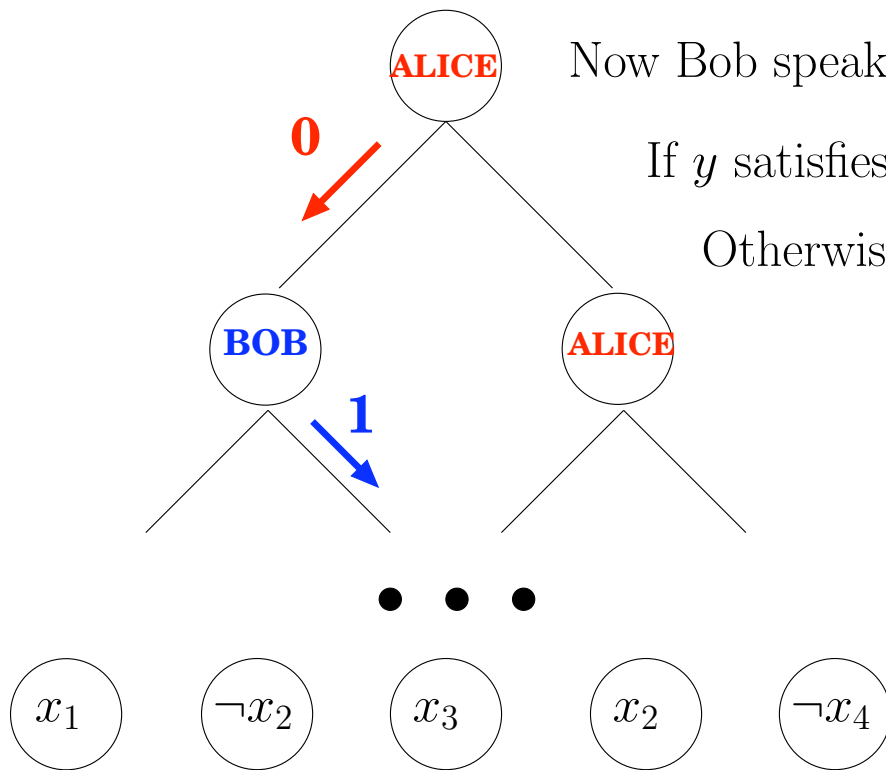 ALICE
Now Bob speak
0
If y satisfies
Otherwis
BOB
ALICE
1
x₁ ¬x₂ x₃ x₂ ¬x₄